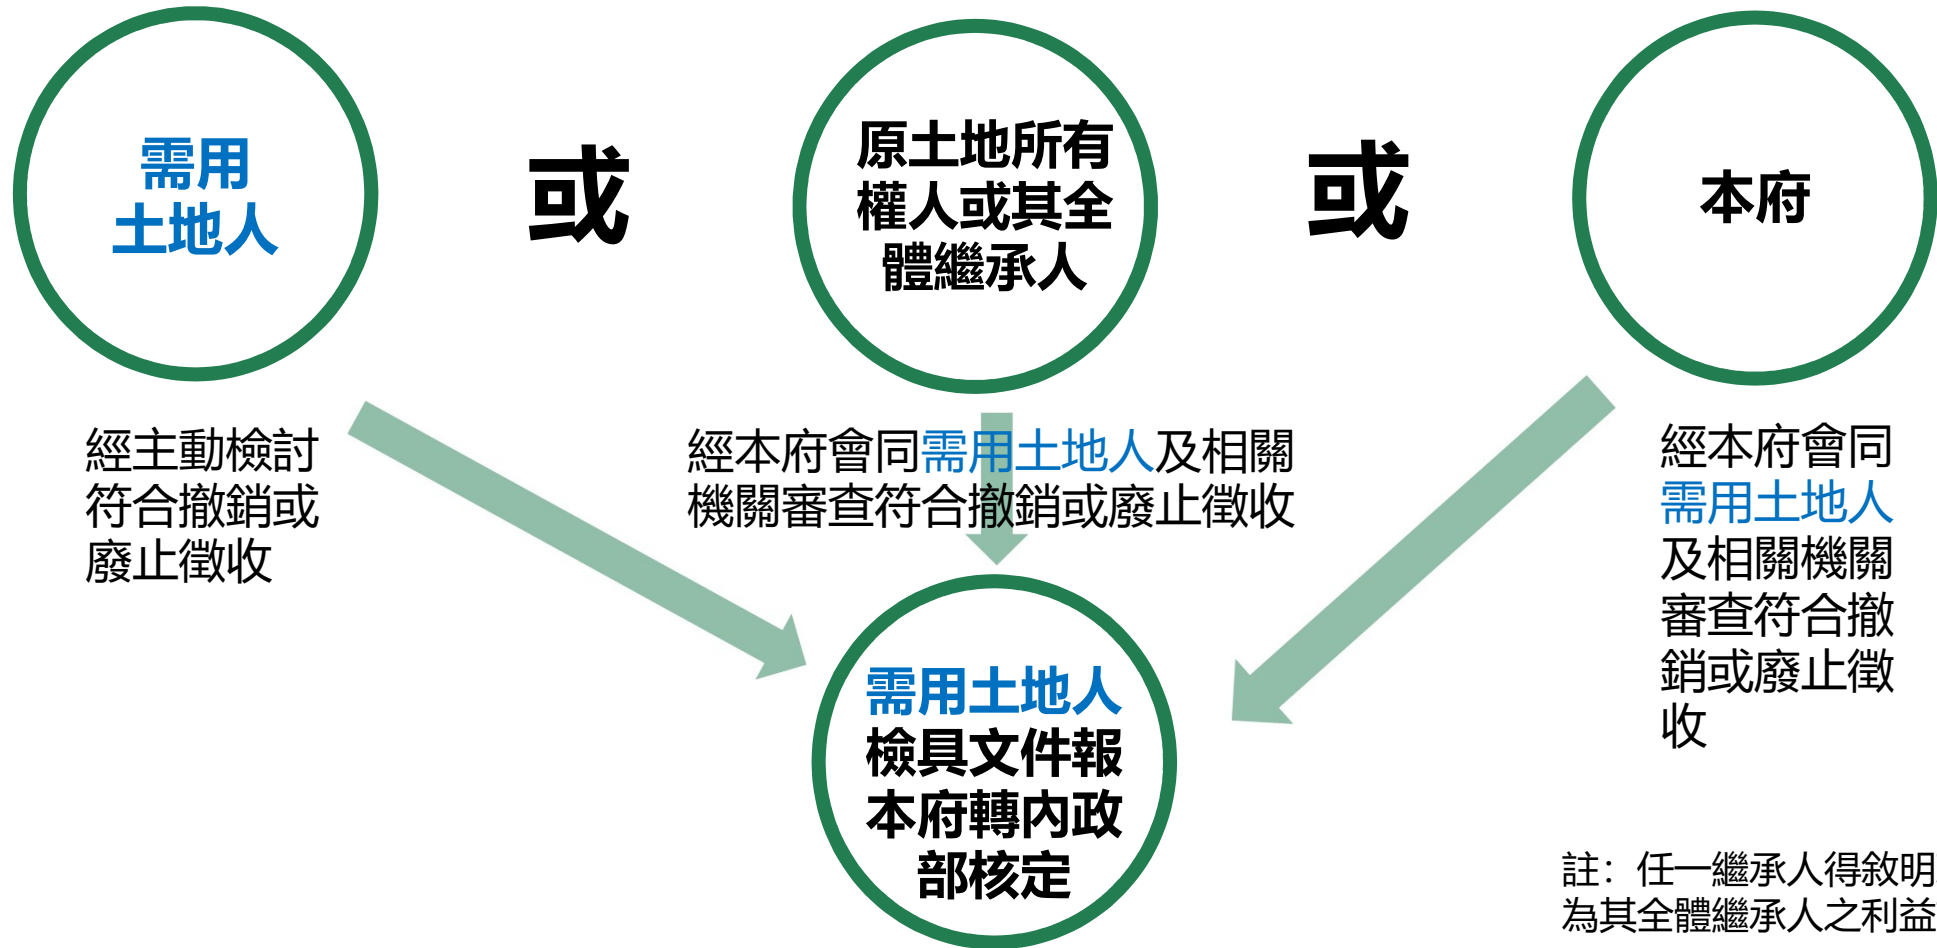 需用
土地人
或
原土地所有
權人或其全
體繼承人
或
本府
經主動檢討
符合撤銷或
廢止徵收
經本府會同需用土地人及相關
機關審查符合撤銷或廢止徵收
經本府會同
需用土地人
及相關機關
審查符合撤
銷或廢止徵
收
需用土地人
檢具文件報
本府轉內政
部核定
註：任一繼承人得敘明
為其全體繼承人之利益